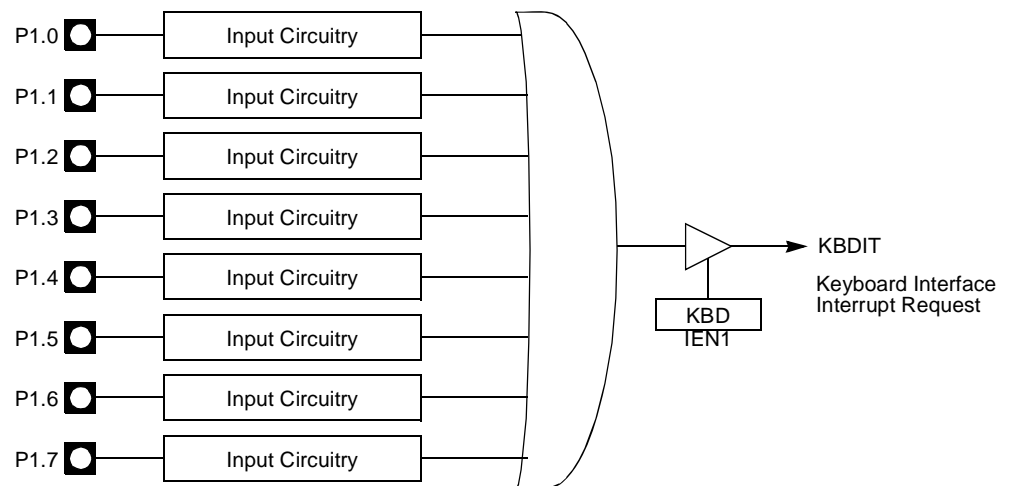 P1.0 Input Circuitry
P1.1 Input Circuitry
P1.2 Input Circuitry
P1.3 Input Circuitry
P1.4 Input Circuitry
P1.5 Input Circuitry
P1.6 Input Circuitry
P1.7 Input Circuitry
KBDIT
Keyboard Interface
Interrupt Request
KBD
IEN1